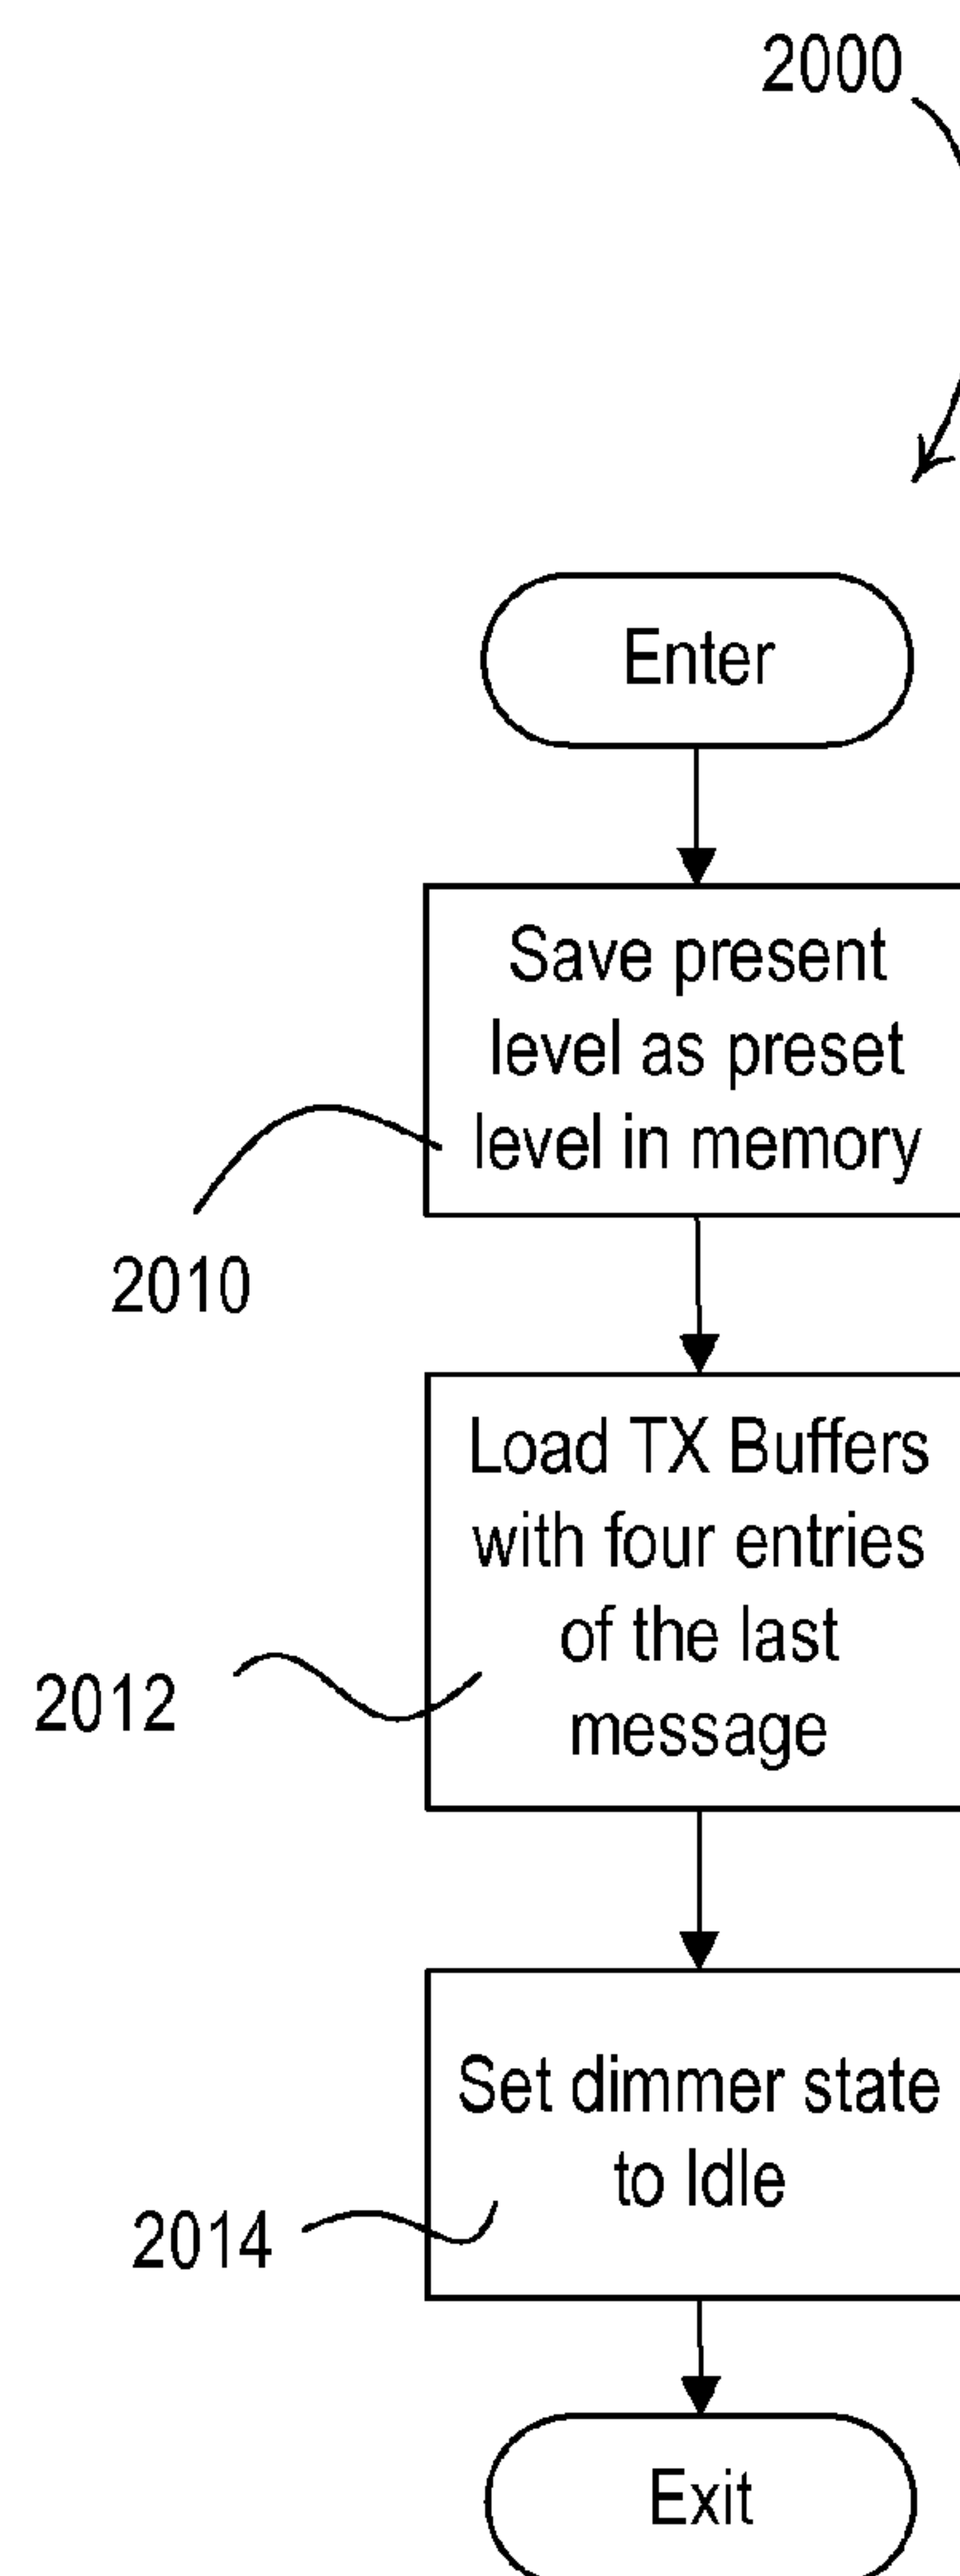 2000
Enter
Save present
level as preset
level in memory
2010
Load TX Buffers
with four entries
of the last
message
2012
Set dimmer state
to Idle
2014
Exit